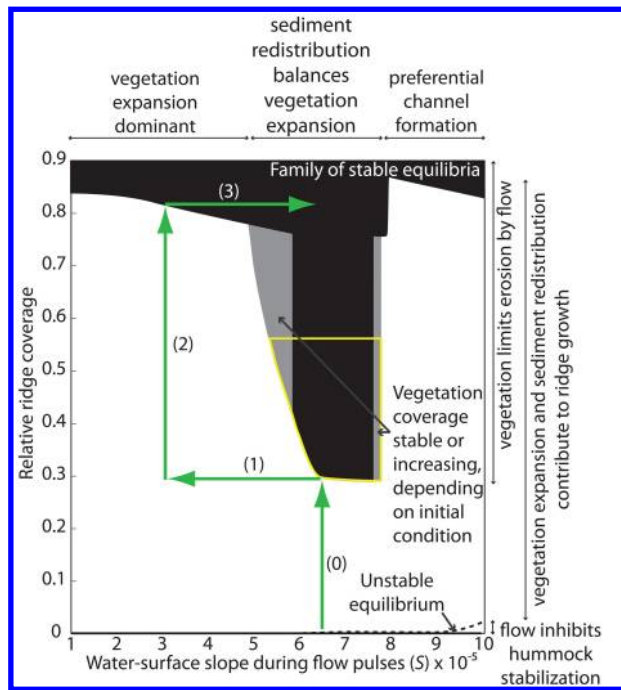 sediment
redistribution
balances
vegetation
expansion
vegetation
expansion
dominant
preferential
channel
formation
0.9
0.8
0.7
0.6
0.5
0.4
0.3
0.2
0.1
0
Relative ridge coverage
Family of stable equilibria
(3)
(2)
(1)
(0)
Vegetation
coverage
stable or
increasing,
depending
on initial
condition
Unstable
equilibrium
1 2 3 4 5 6 7 8 9 10
Water-surface slope during flow pulses (S) x 10-5
vegetation limits erosion by flow
vegetation expansion and sediment redistribution
contribute to ridge growth
flow inhibits
hummock
stabilization